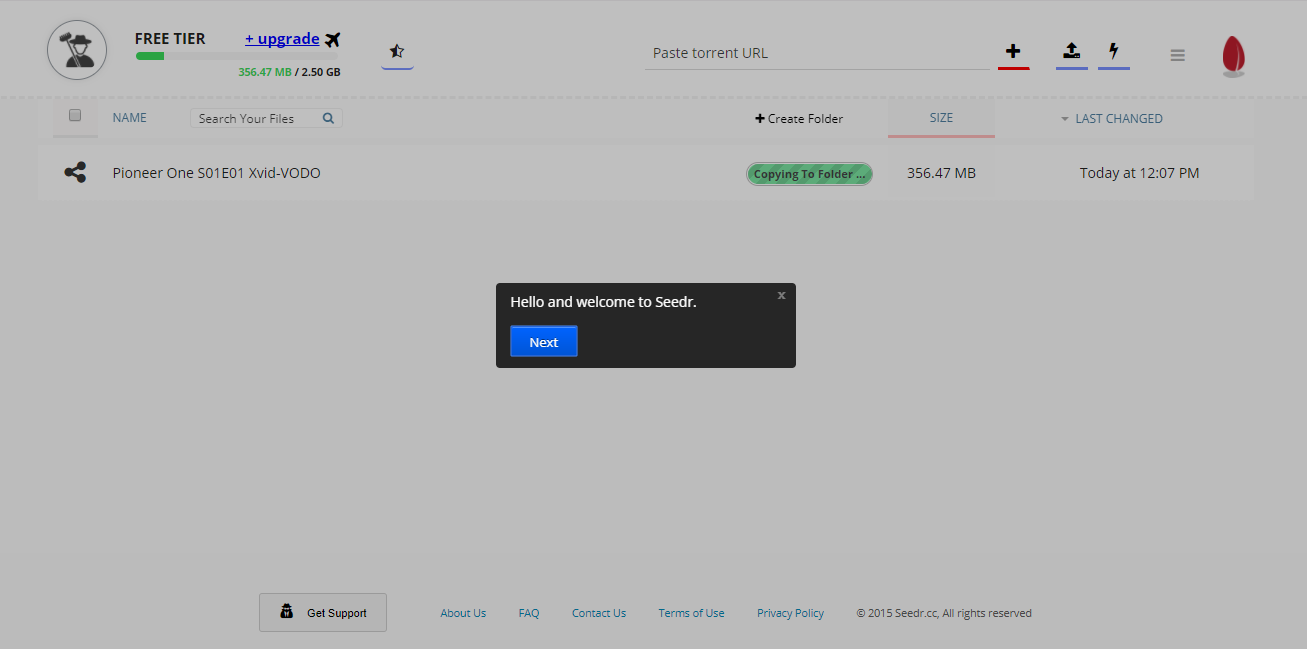 FREE TIER + upgrade
356.47 MB / 2.50 GB
Paste torrent URL
NAME Search Your Files Create Folder SIZE LAST CHANGED
Pioneer One S01E01 Xvid-VODO Copying To Folder ... 356.47 MB Today at 12:07 PM
Hello and welcome to Seedr. x
Next
Get Support About Us FAQ Contact Us Terms of Use Privacy Policy © 2015 Seedr.cc, All rights reserved